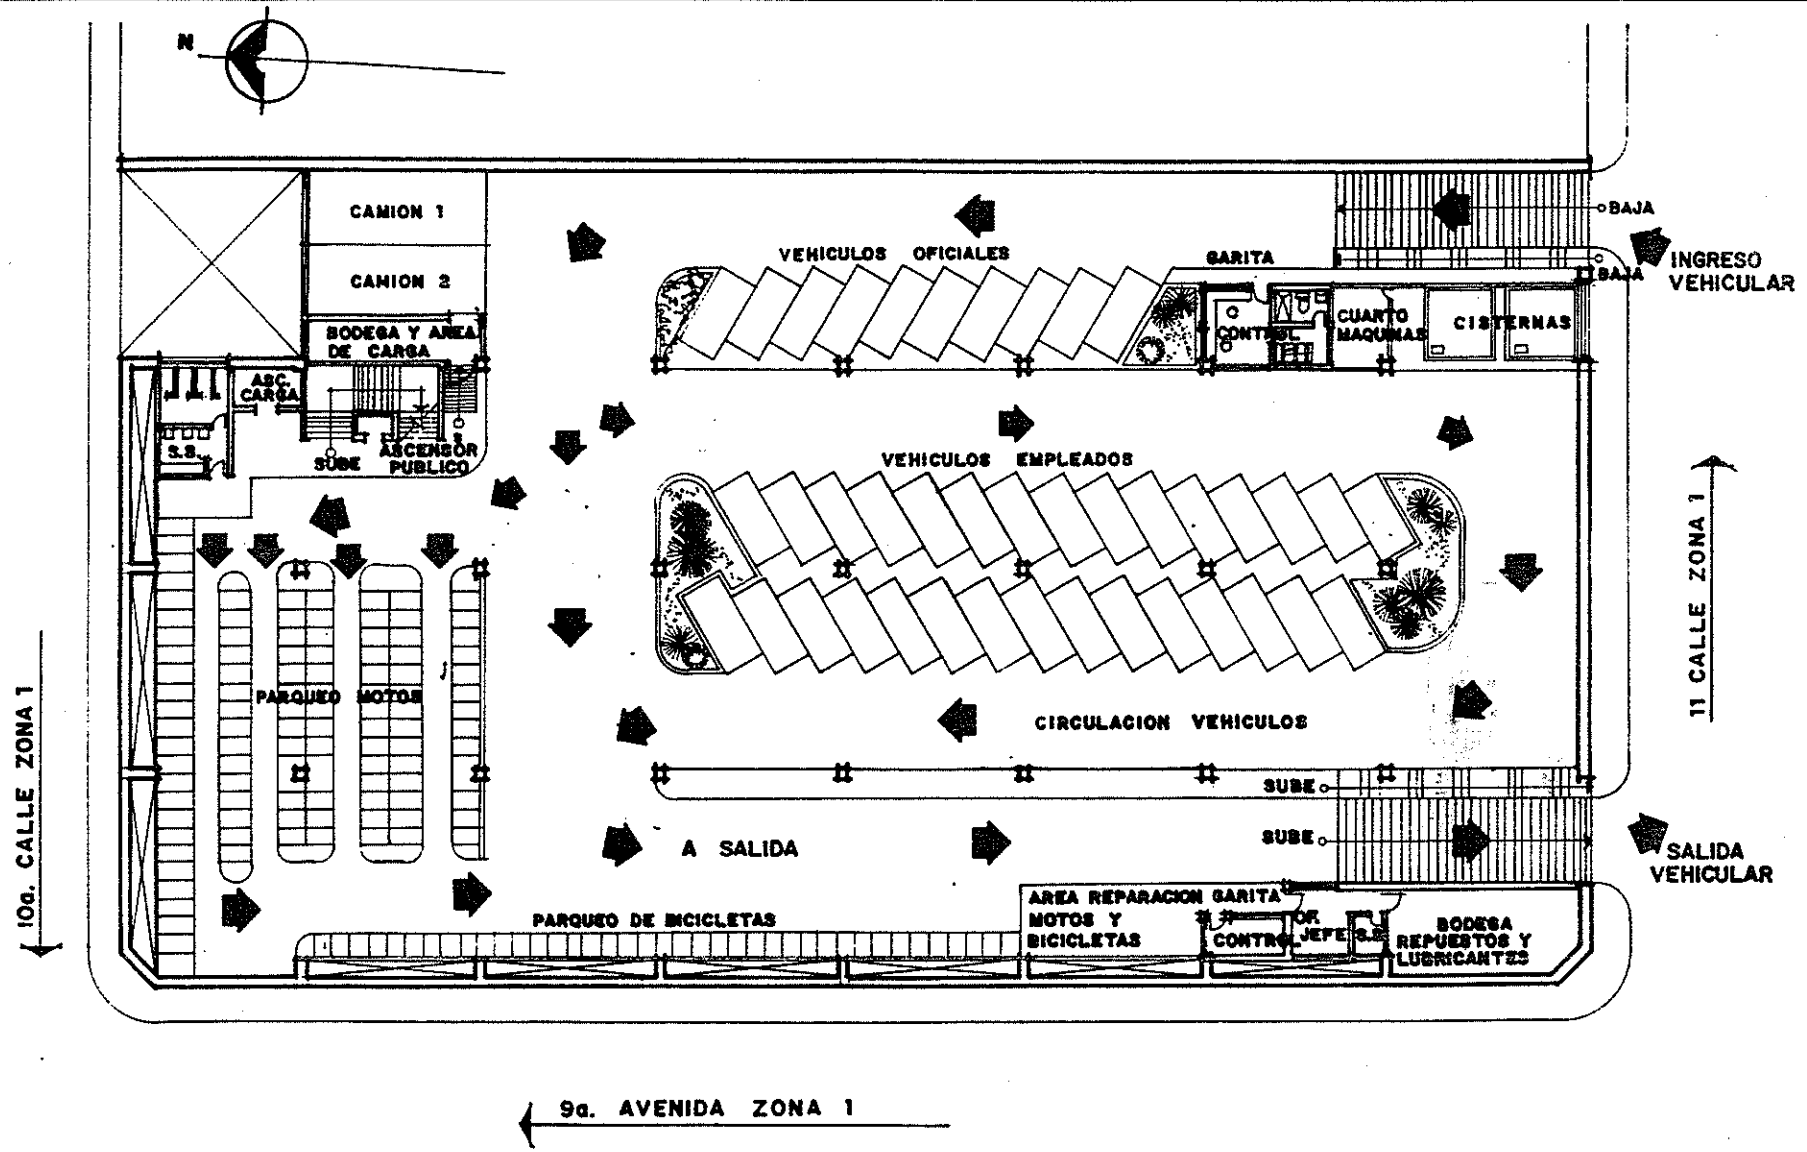 N
CAMION 1
CAMION 2
BODEGA Y AREA
DE CARGA
ASC.
CARGA
S.S.
SUBE
ASCENSOR
PUBLICO
VEHICULOS OFICIALES
GARITA
CONTROL
CUARTO
MAQUINAS
CISTERNAS
BAJA
BAJA
INGRESO
VEHICULAR
VEHICULOS EMPLEADOS
PARQUEO MOTOS
CIRCULACION VEHICULOS
SUBE
SUBE
A SALIDA
SALIDA
VEHICULAR
PARQUEO DE BICICLETAS
AREA REPARACION
MOTOS Y
BICICLETAS
GARITA
CONTROL
OF.
JEFE
S.S.
BODEGA
REPUESTOS Y
LUBRICANTES
10a. CALLE ZONA 1
11 CALLE ZONA 1
9a. AVENIDA ZONA 1